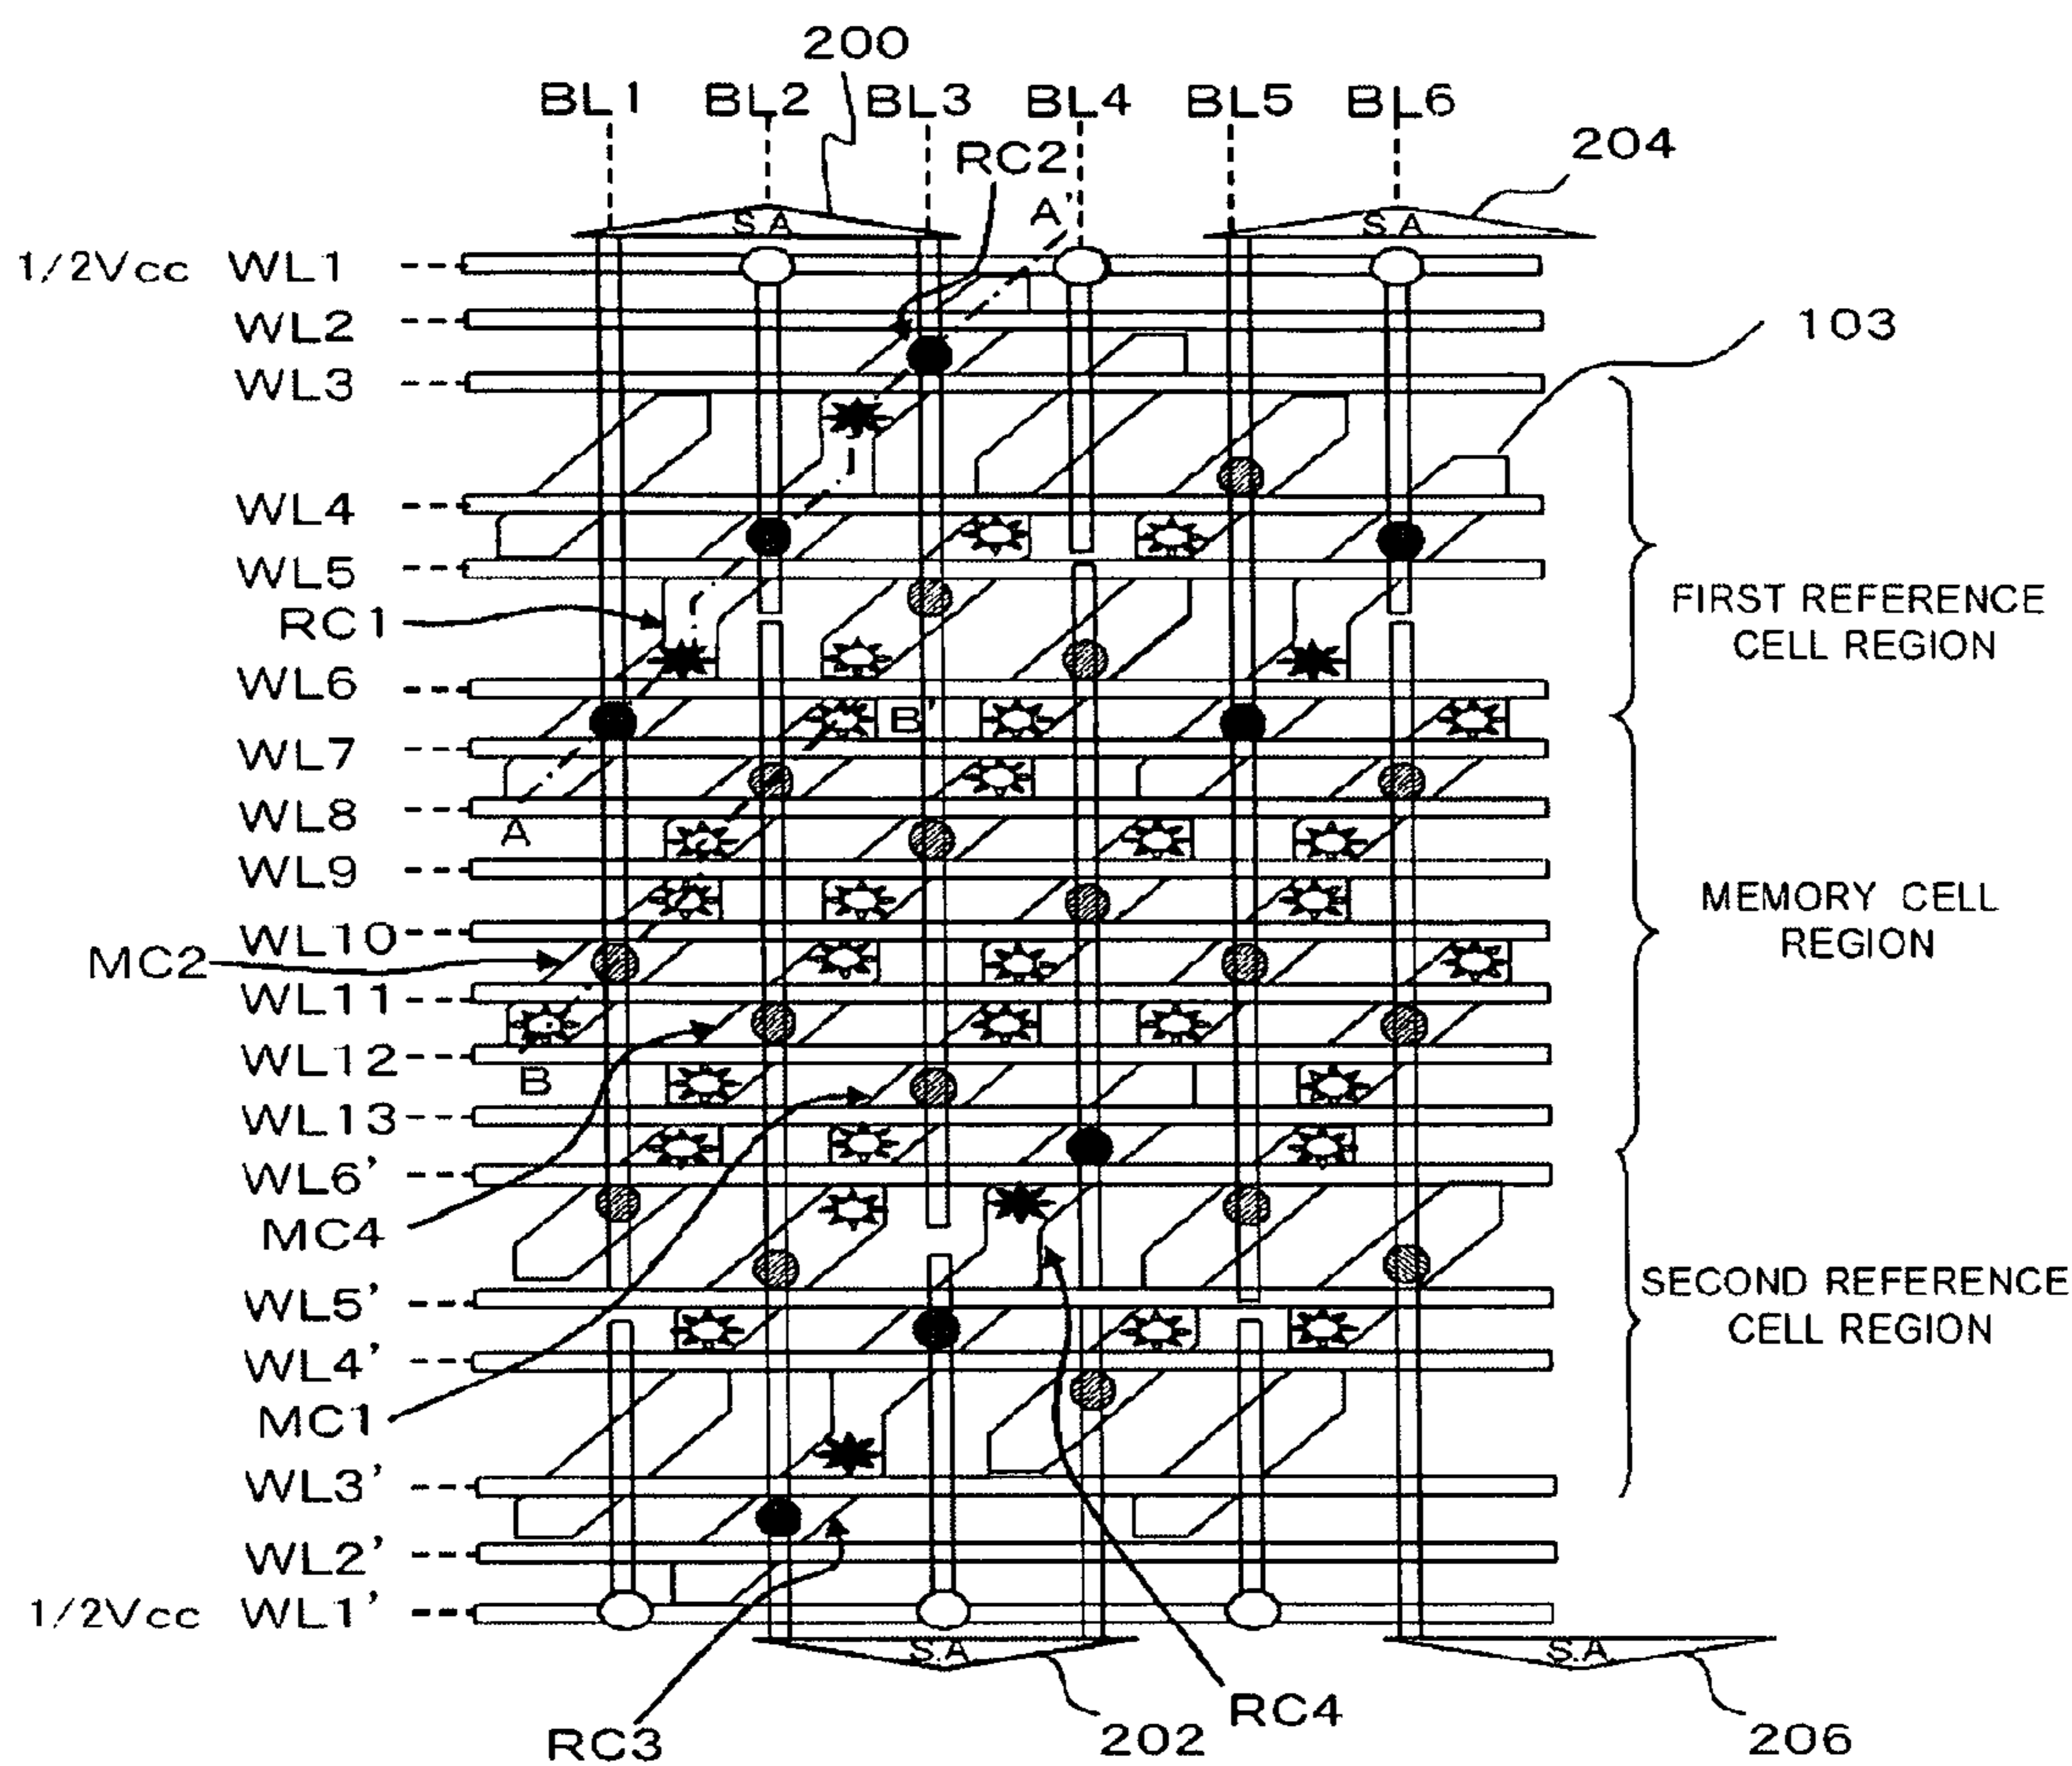 200
BL1 BL2 BL3 BL4 BL5 BL6
204
RC2
A'
S.A
S.A
1/2Vcc WL1
WL2
103
WL3
WL4
WL5
FIRST REFERENCE
CELL REGION
RC1
WL6
B'
WL7
WL8
A
WL9
MEMORY CELL
REGION
WL10
MC2
WL11
WL12
B
WL13
WL6'
MC4
SECOND REFERENCE
CELL REGION
WL5'
WL4'
MC1
WL3'
WL2'
1/2Vcc WL1'
S.A
S.A
RC4
RC3
202
206